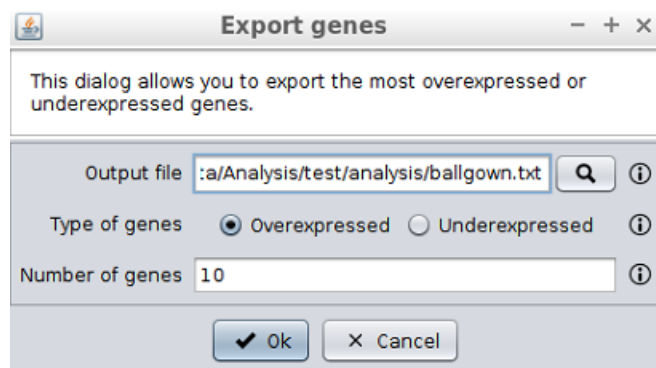 Export genes
This dialog allows you to export the most overexpressed or
underexpressed genes.
Output file :a/Analysis/test/analysis/ballgown.txt
Type of genes Overexpressed Underexpressed
Number of genes 10
Ok Cancel